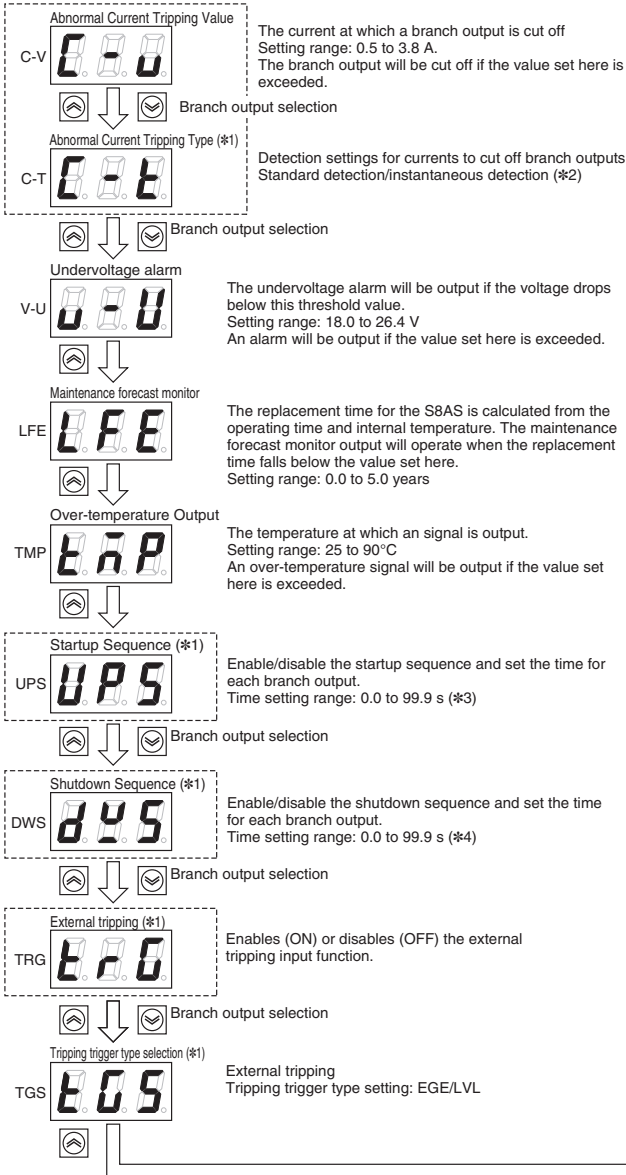 Abnormal Current Tripping Value
C-V
C-u
The current at which a branch output is cut off
Setting range: 0.5 to 3.8 A.
The branch output will be cut off if the value set here is
exceeded.
Branch output selection
Abnormal Current Tripping Type (*1)
C-T
C-t
Detection settings for currents to cut off branch outputs
Standard detection/instantaneous detection (*2)
Branch output selection
Undervoltage alarm
V-U
u-U
The undervoltage alarm will be output if the voltage drops
below this threshold value.
Setting range: 18.0 to 26.4 V
An alarm will be output if the value set here is exceeded.
Maintenance forecast monitor
LFE
LFE
The replacement time for the S8AS is calculated from the
operating time and internal temperature. The maintenance
forecast monitor output will operate when the replacement
time falls below the value set here.
Setting range: 0.0 to 5.0 years
Over-temperature Output
TMP
tmP
The temperature at which an signal is output.
Setting range: 25 to 90°C
An over-temperature signal will be output if the value set
here is exceeded.
Startup Sequence (*1)
UPS
UPS
Enable/disable the startup sequence and set the time for
each branch output.
Time setting range: 0.0 to 99.9 s (*3)
Branch output selection
Shutdown Sequence (*1)
DWS
dwS
Enable/disable the shutdown sequence and set the time
for each branch output.
Time setting range: 0.0 to 99.9 s (*4)
Branch output selection
External tripping (*1)
TRG
trG
Enables (ON) or disables (OFF) the external
tripping input function.
Branch output selection
Tripping trigger type selection (*1)
TGS
tGS
External tripping
Tripping trigger type setting: EGE/LVL